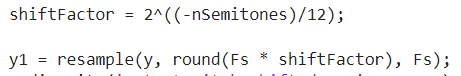 shiftFactor = 2^((-nSemitones)/12);
y1 = resample(y, round(Fs * shiftFactor), Fs);